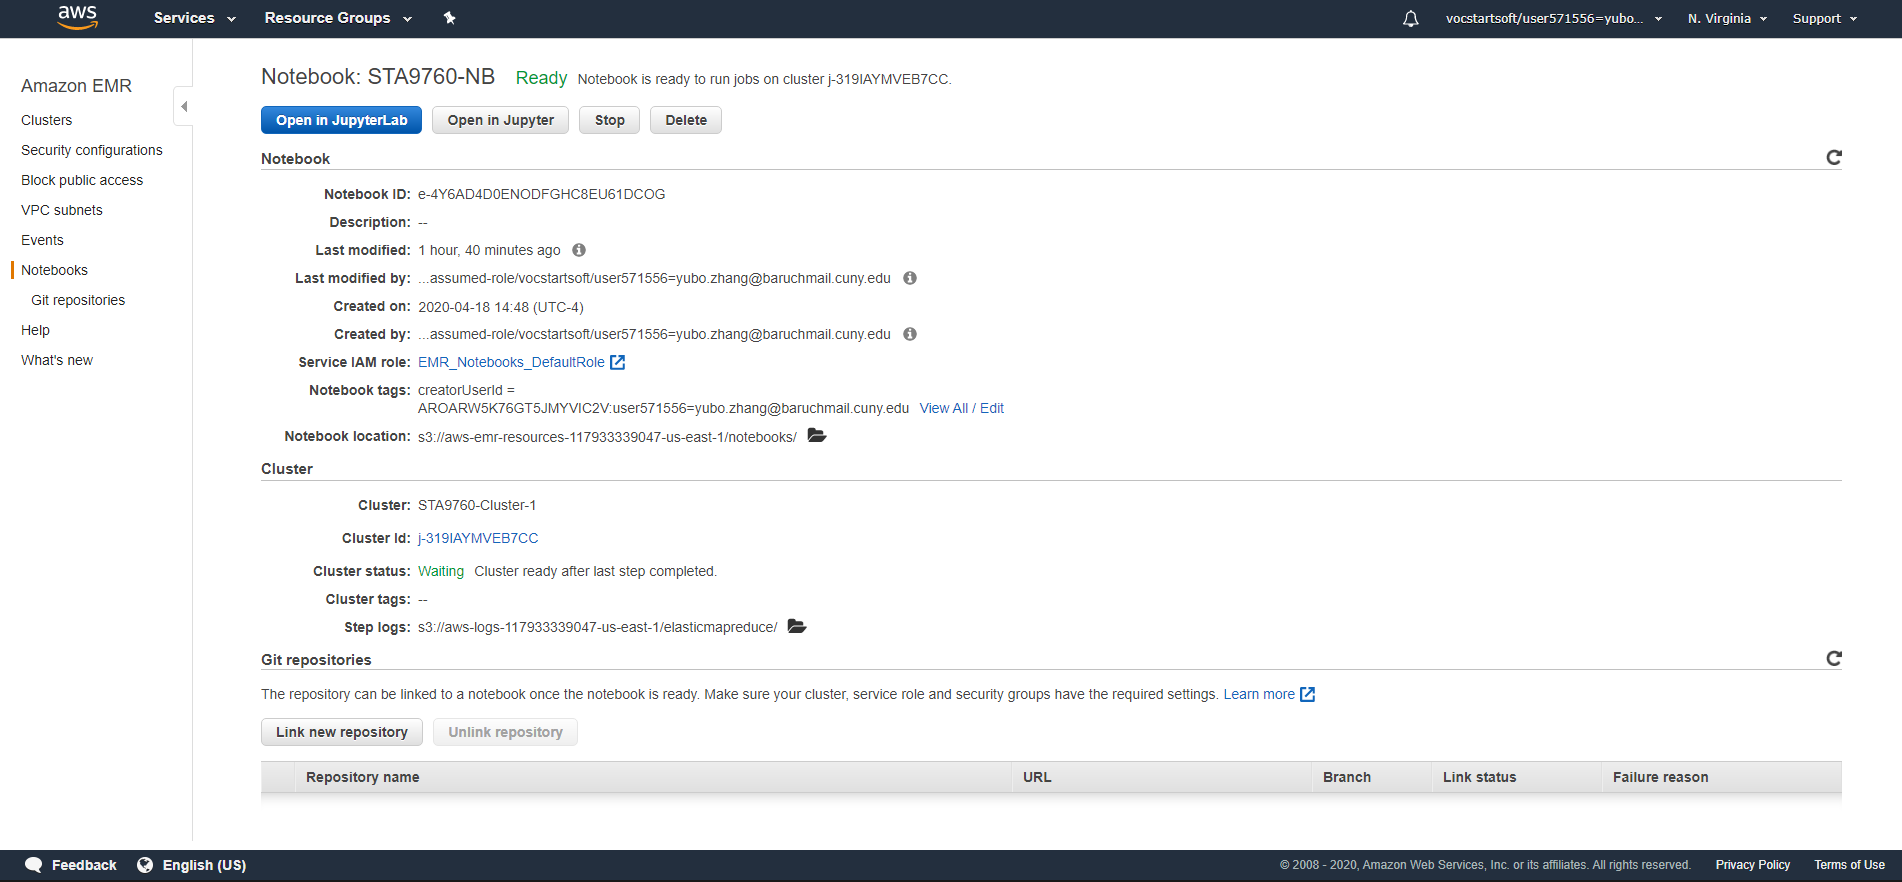 aws Services Resource Groups vocstartsoft/user571556=yubo... N. Virginia Support
Amazon EMR
Clusters
Security configurations
Block public access
VPC subnets
Events
Notebooks
Git repositories
Help
What's new
Notebook: STA9760-NB Ready Notebook is ready to run jobs on cluster j-319IAYMVEB7CC.
Open in JupyterLab Open in Jupyter Stop Delete
Notebook
Notebook ID: e-4Y6AD4D0ENODFGHC8EU61DCOG
Description: --
Last modified: 1 hour, 40 minutes ago
Last modified by: ...assumed-role/vocstartsoft/user571556=yubo.zhang@baruchmail.cuny.edu
Created on: 2020-04-18 14:48 (UTC-4)
Created by: ...assumed-role/vocstartsoft/user571556=yubo.zhang@baruchmail.cuny.edu
Service IAM role: EMR_Notebooks_DefaultRole
Notebook tags: creatorUserId =
AROARW5K76GT5JMYVIC2V:user571556=yubo.zhang@baruchmail.cuny.edu View All / Edit
Notebook location: s3://aws-emr-resources-117933339047-us-east-1/notebooks/
Cluster
Cluster: STA9760-Cluster-1
Cluster Id: j-319IAYMVEB7CC
Cluster status: Waiting Cluster ready after last step completed.
Cluster tags: --
Step logs: s3://aws-logs-117933339047-us-east-1/elasticmapreduce/
Git repositories
The repository can be linked to a notebook once the notebook is ready. Make sure your cluster, service role and security groups have the required settings. Learn more
Link new repository Unlink repository
Repository name URL Branch Link status Failure reason
Feedback English (US) © 2008 - 2020, Amazon Web Services, Inc. or its affiliates. All rights reserved. Privacy Policy Terms of Use